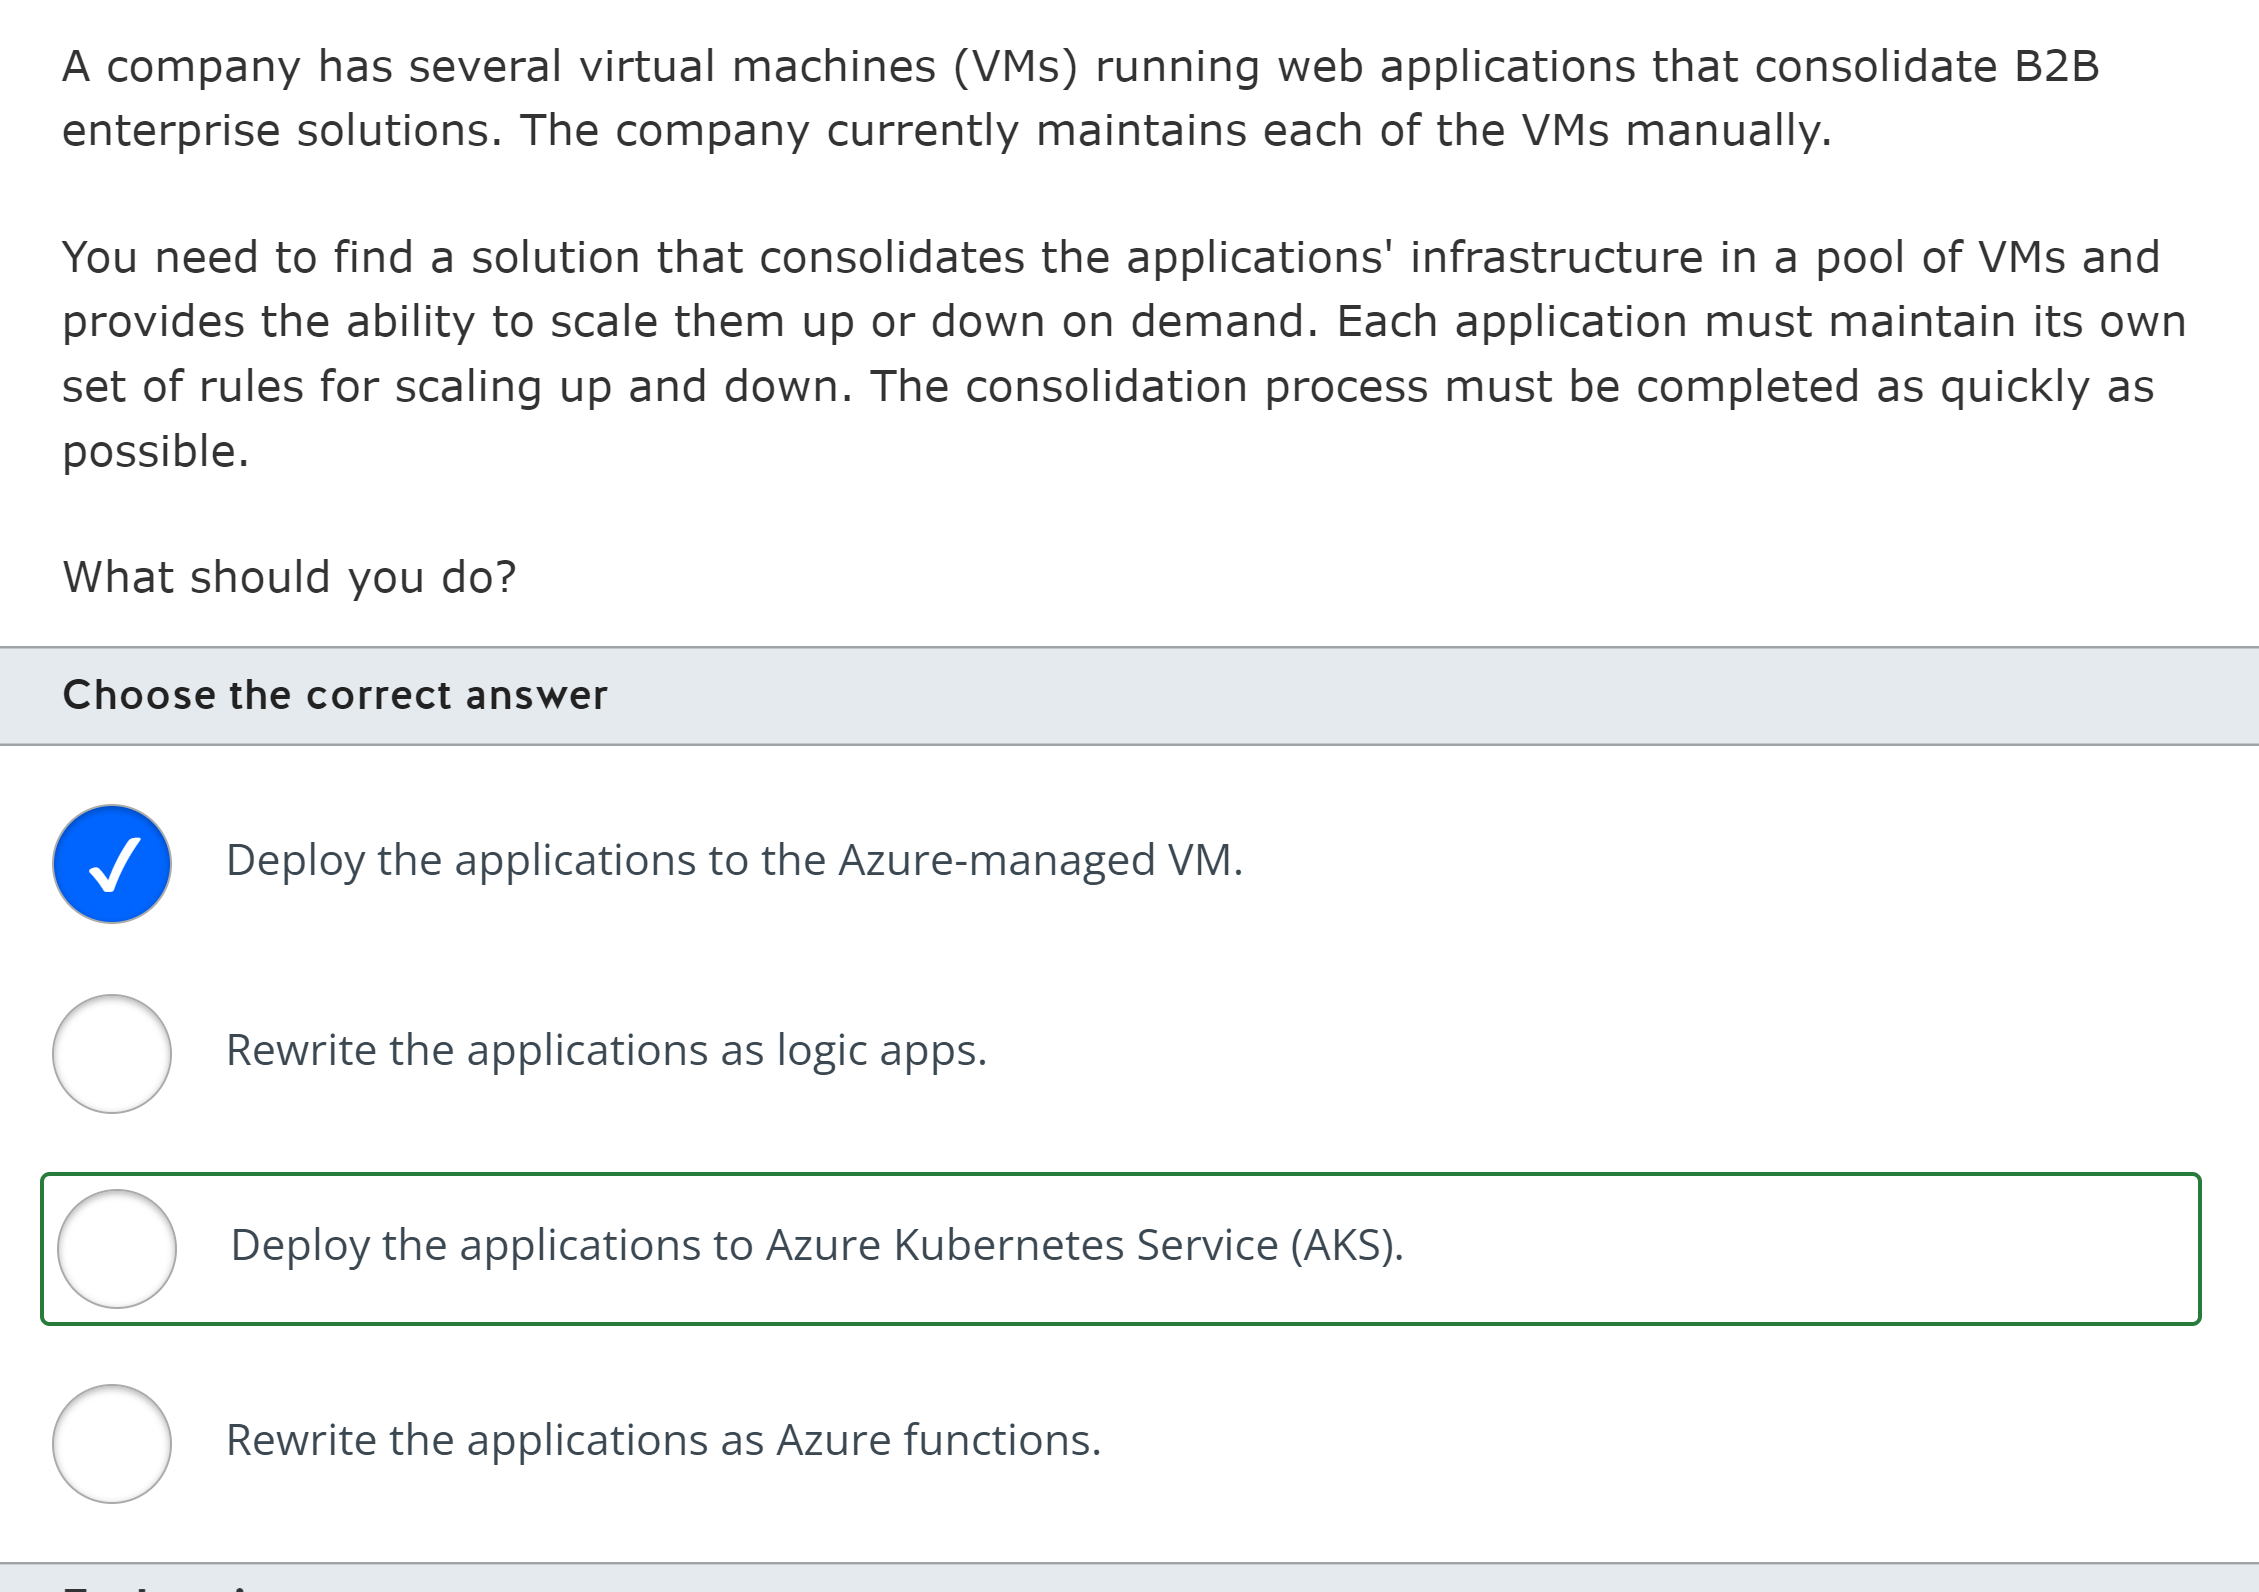 A company has several virtual machines (VMs) running web applications that consolidate B2B
enterprise solutions. The company currently maintains each of the VMs manually.
You need to find a solution that consolidates the applications' infrastructure in a pool of VMs and
provides the ability to scale them up or down on demand. Each application must maintain its own
set of rules for scaling up and down. The consolidation process must be completed as quickly as
possible.
What should you do?
Choose the correct answer
Deploy the applications to the Azure-managed VM.
Rewrite the applications as logic apps.
Deploy the applications to Azure Kubernetes Service (AKS).
Rewrite the applications as Azure functions.